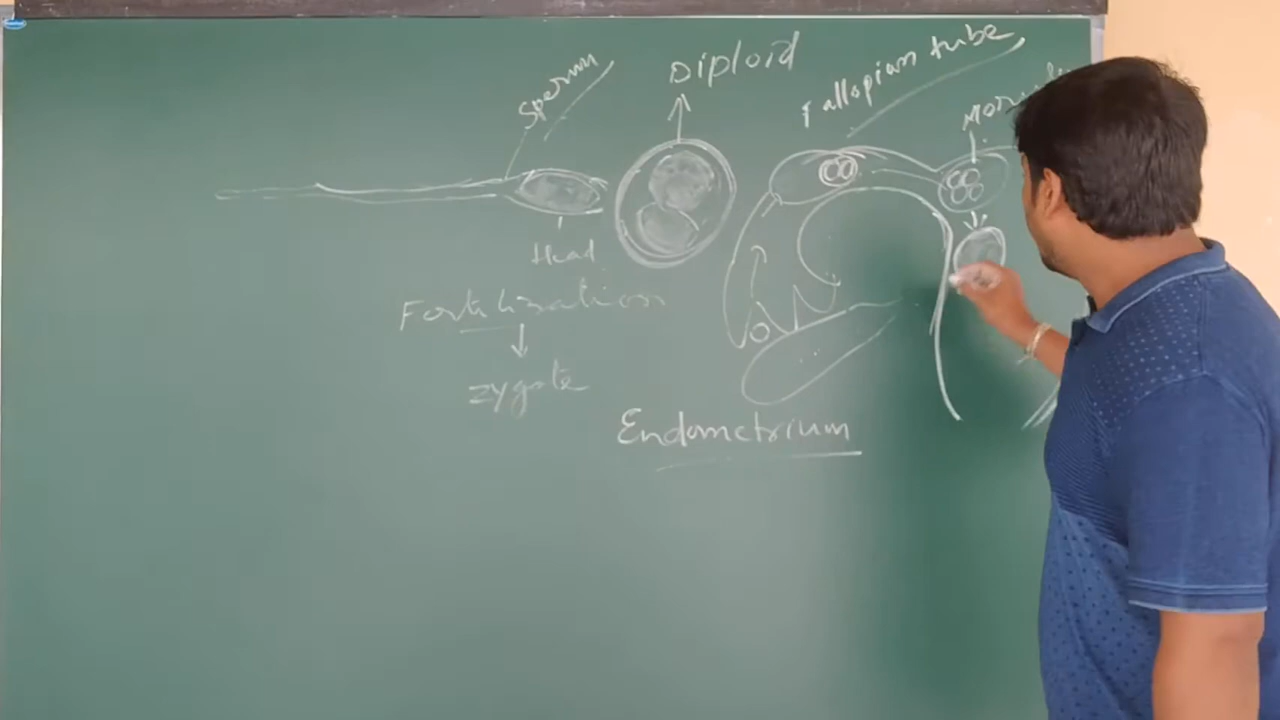 Sperm
Diploid
Fallopian tube
Head
Fertilization
zygote
Endometrium